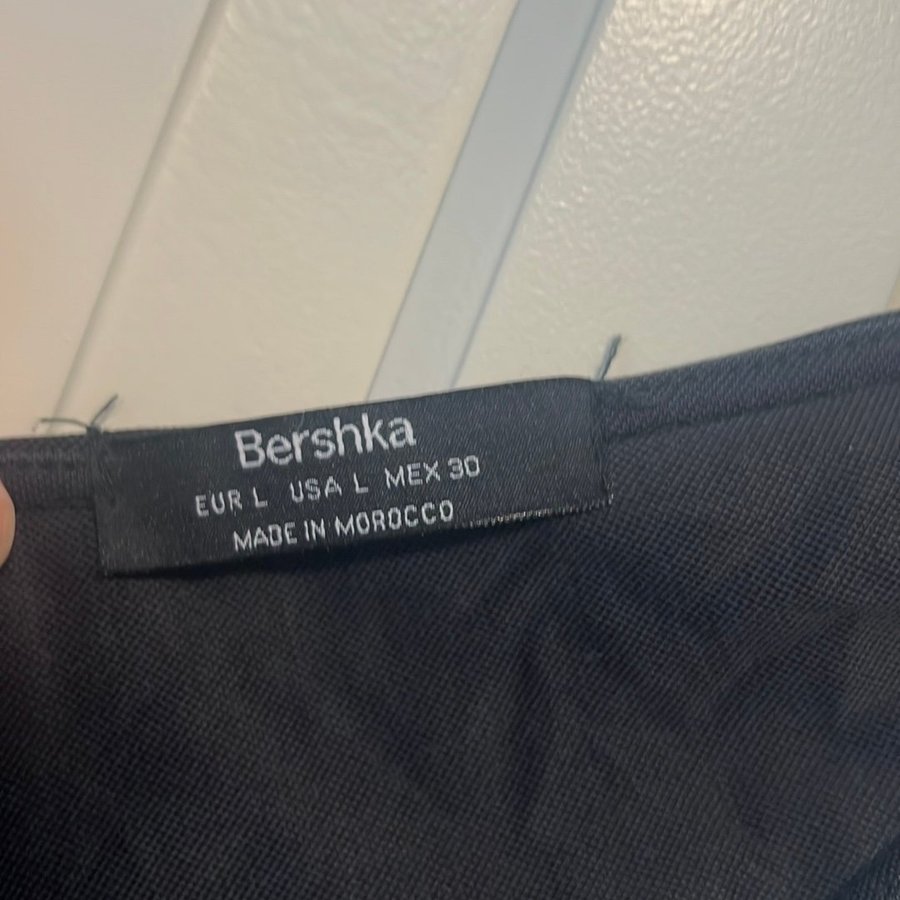 Bershka
EUR L USA L MEX 30
MADE IN MOROCCO